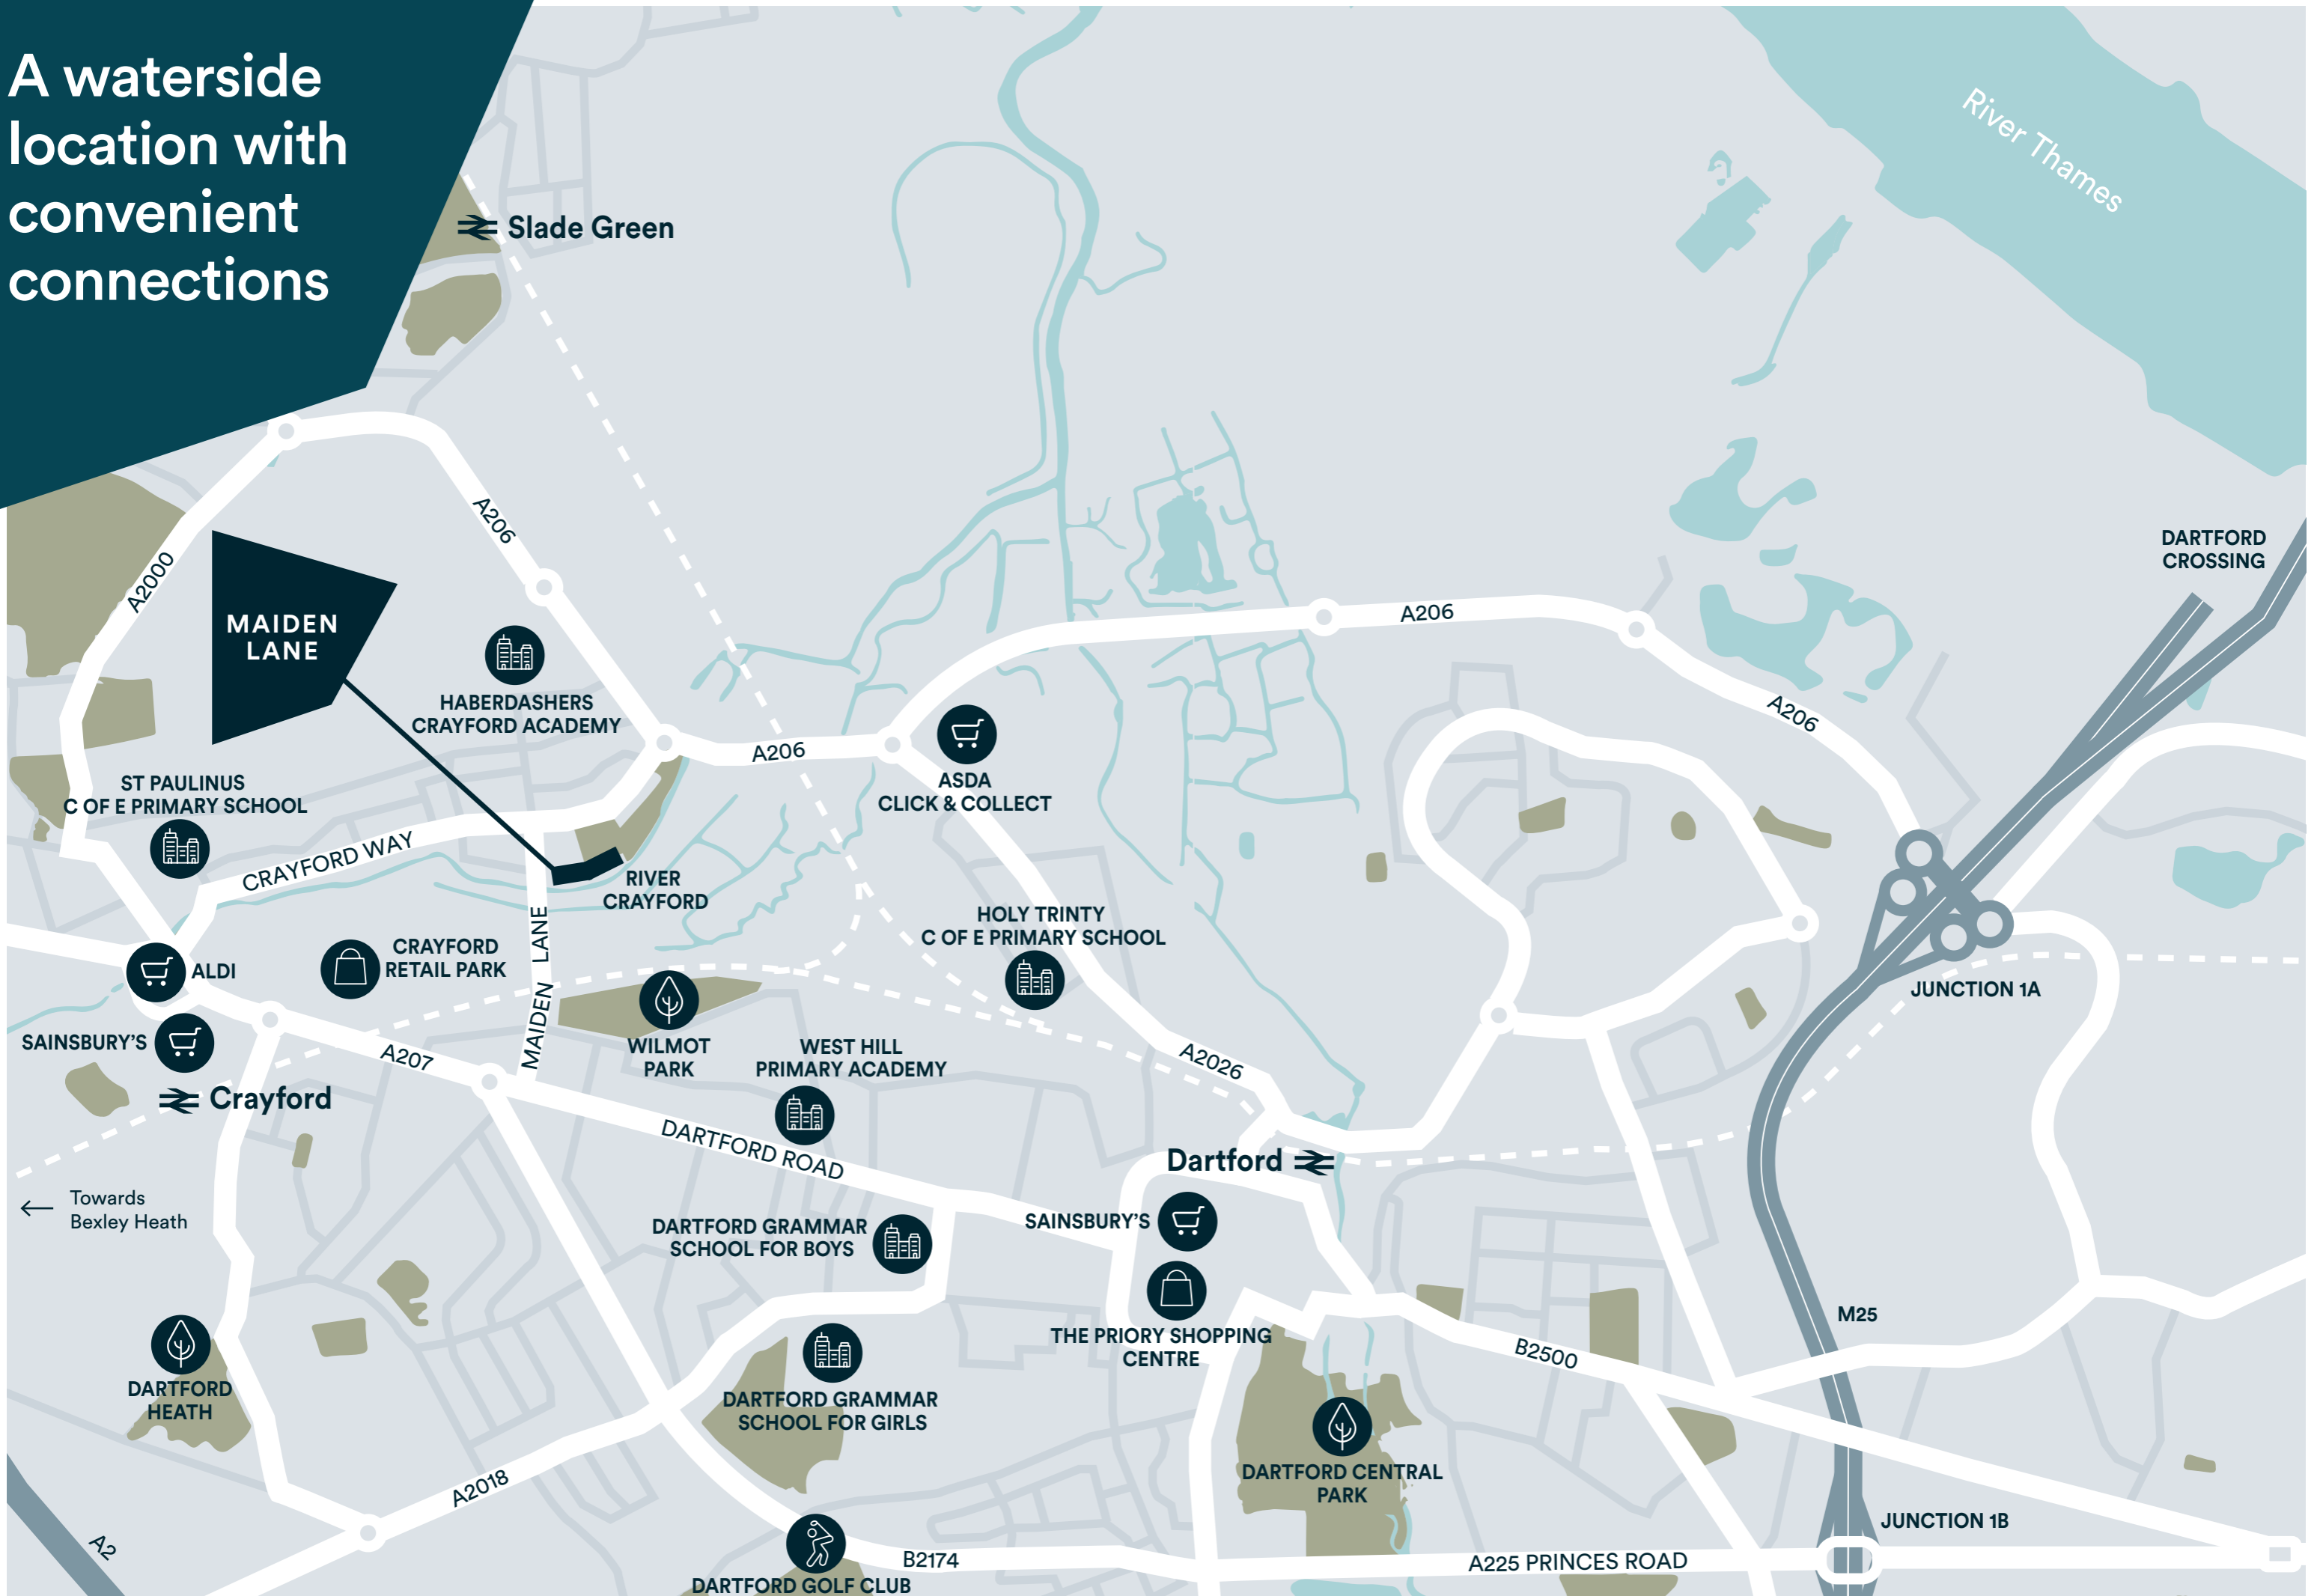 A waterside
location with
convenient
connections
River Thames
Slade Green
DARTFORD
CROSSING
A206
A2000
MAIDEN
LANE
A206
A206
HABERDASHERS
CRAYFORD ACADEMY
A206
ST PAULINUS
C OF E PRIMARY SCHOOL
ASDA
CLICK & COLLECT
CRAYFORD WAY
RIVER
CRAYFORD
HOLY TRINTY
C OF E PRIMARY SCHOOL
CRAYFORD
RETAIL PARK
ALDI
MAIDEN LANE
JUNCTION 1A
SAINSBURY'S
A207
WILMOT
PARK
WEST HILL
PRIMARY ACADEMY
A2026
Crayford
DARTFORD ROAD
Dartford
Towards
Bexley Heath
DARTFORD GRAMMAR
SCHOOL FOR BOYS
SAINSBURY'S
M25
THE PRIORY SHOPPING
CENTRE
B2500
DARTFORD
HEATH
DARTFORD GRAMMAR
SCHOOL FOR GIRLS
DARTFORD CENTRAL
PARK
A2018
JUNCTION 1B
A2
B2174
A225 PRINCES ROAD
DARTFORD GOLF CLUB